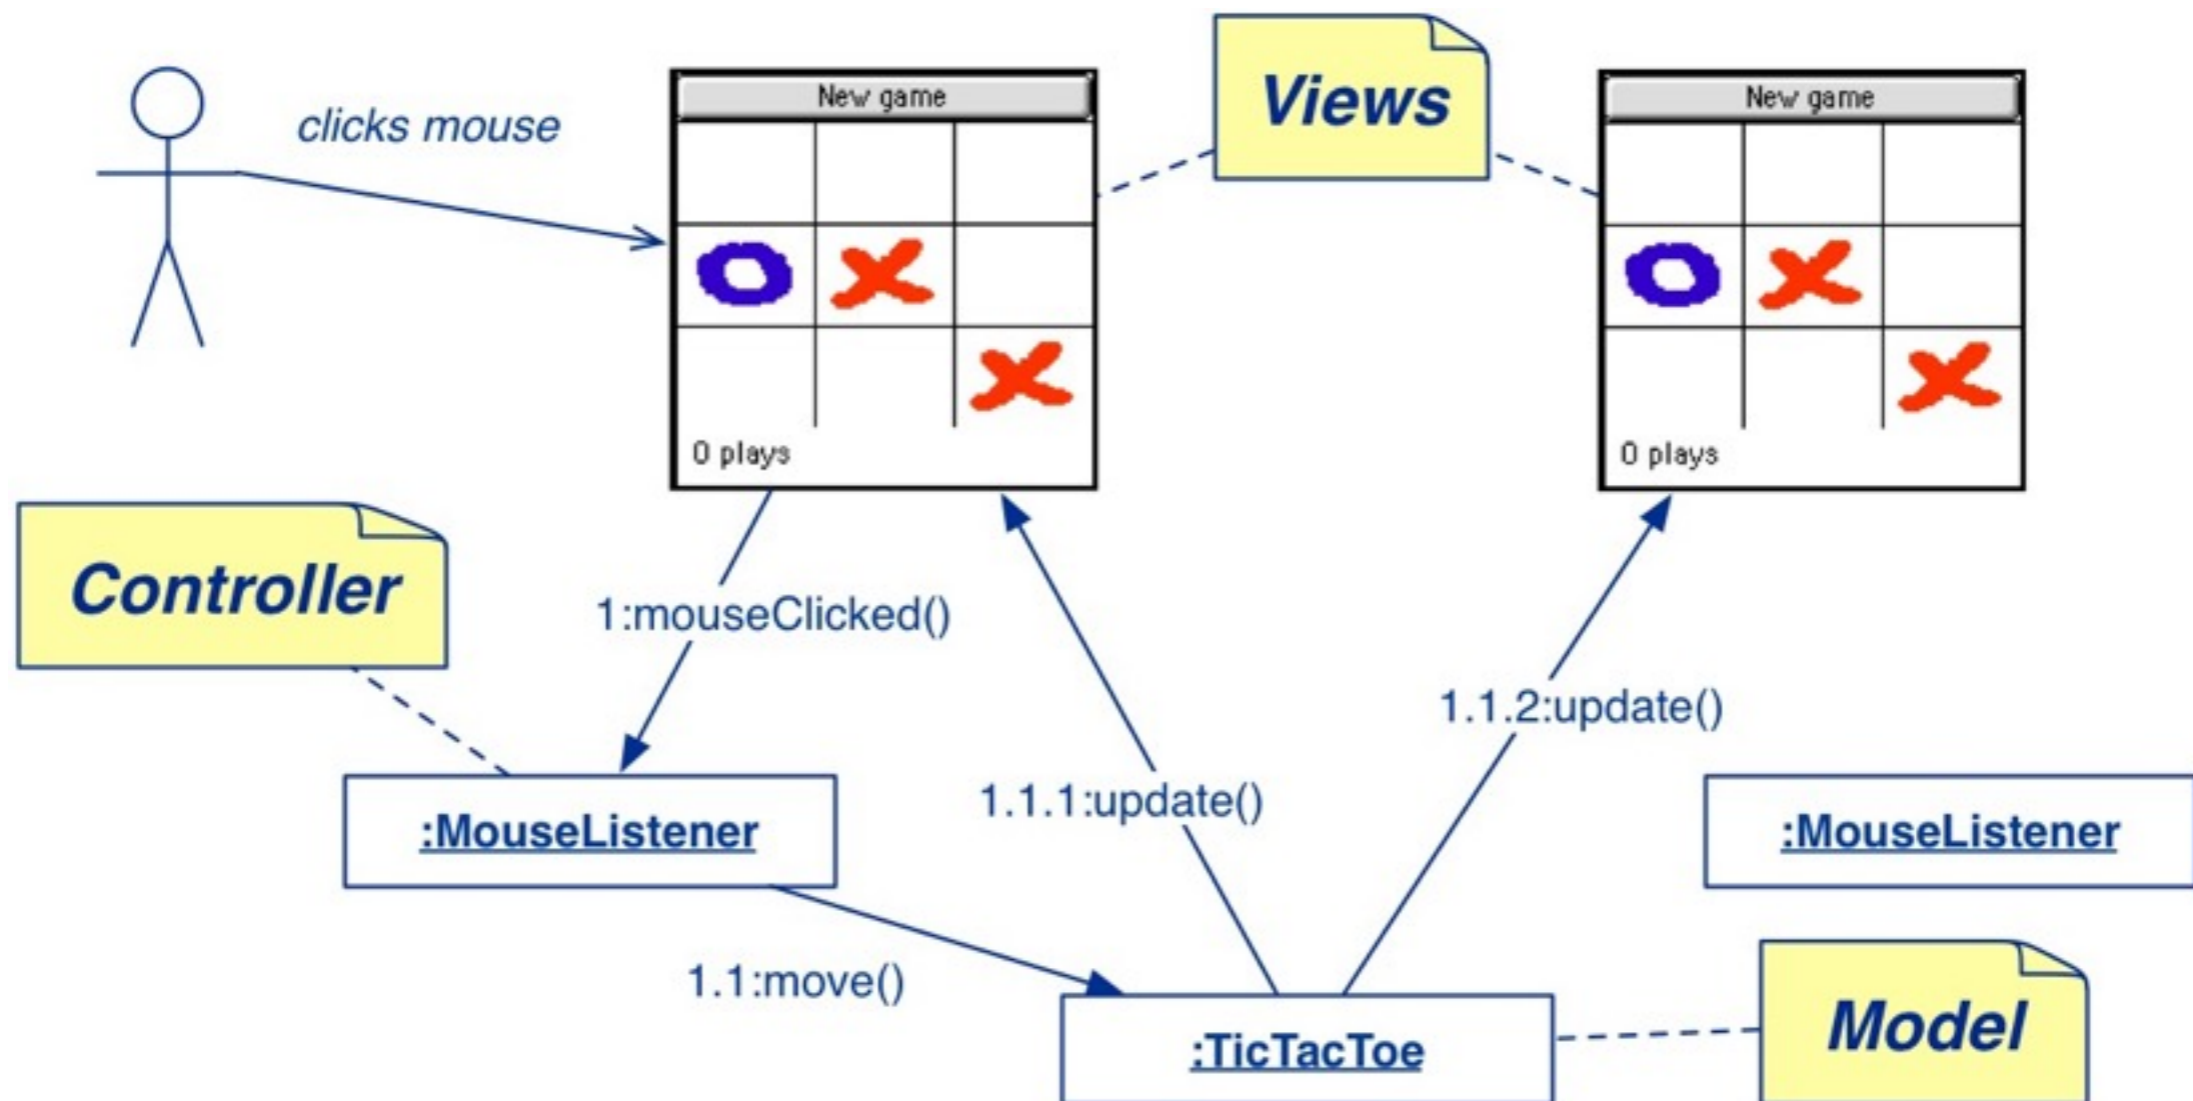 Views
New game
New game
clicks mouse
0 plays
0 plays
Controller
1:mouseClicked()
1.1.2:update()
1.1.1:update()
:MouseListener
:MouseListener
1.1:move()
:TicTacToe
Model